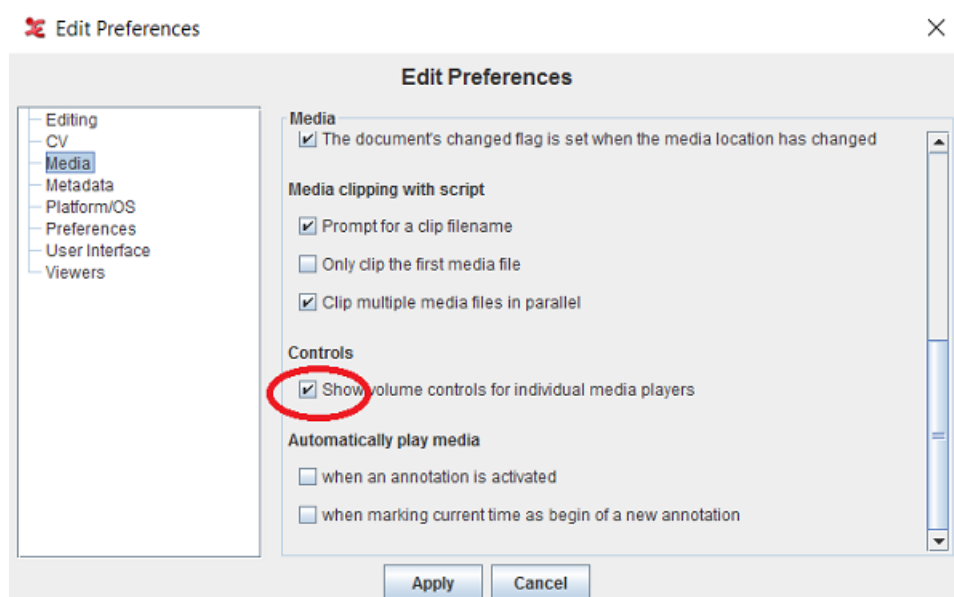 Edit Preferences
Edit Preferences
Editing
CV
Media
Metadata
Platform/OS
Preferences
User Interface
Viewers
Media
The document's changed flag is set when the media location has changed
Media clipping with script
Prompt for a clip filename
Only clip the first media file
Clip multiple media files in parallel
Controls
Show volume controls for individual media players
Automatically play media
when an annotation is activated
when marking current time as begin of a new annotation
Apply Cancel